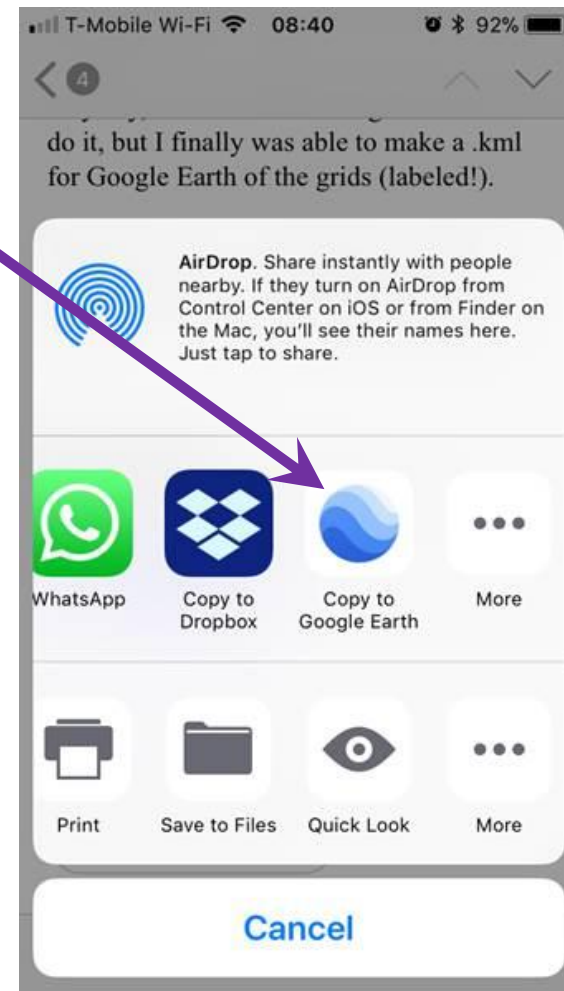 T-Mobile Wi-Fi 08:40 92%
4
do it, but I finally was able to make a .kml
for Google Earth of the grids (labeled!).
AirDrop. Share instantly with people
nearby. If they turn on AirDrop from
Control Center on iOS or from Finder on
the Mac, you'll see their names here.
Just tap to share.
WhatsApp
Copy to
Dropbox
Copy to
Google Earth
More
Print
Save to Files
Quick Look
More
Cancel